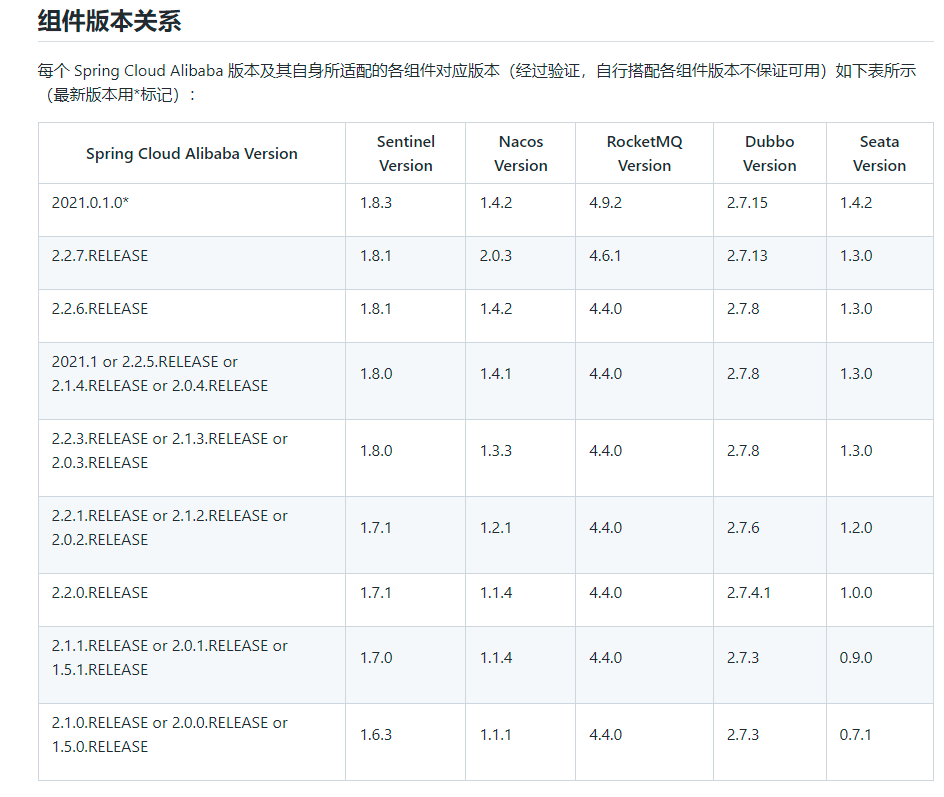 组件版本关系
每个 Spring Cloud Alibaba 版本及其自身所适配的各组件对应版本（经过验证，自行搭配各组件版本不保证可用）如下表所示
（最新版本用*标记）：
Spring Cloud Alibaba Version Sentinel Version Nacos Version RocketMQ Version Dubbo Version Seata Version
2021.0.1.0* 1.8.3 1.4.2 4.9.2 2.7.15 1.4.2
2.2.7.RELEASE 1.8.1 2.0.3 4.6.1 2.7.13 1.3.0
2.2.6.RELEASE 1.8.1 1.4.2 4.4.0 2.7.8 1.3.0
2021.1 or 2.2.5.RELEASE or
2.1.4.RELEASE or 2.0.4.RELEASE 1.8.0 1.4.1 4.4.0 2.7.8 1.3.0
2.2.3.RELEASE or 2.1.3.RELEASE or
2.0.3.RELEASE 1.8.0 1.3.3 4.4.0 2.7.8 1.3.0
2.2.1.RELEASE or 2.1.2.RELEASE or
2.0.2.RELEASE 1.7.1 1.2.1 4.4.0 2.7.6 1.2.0
2.2.0.RELEASE 1.7.1 1.1.4 4.4.0 2.7.4.1 1.0.0
2.1.1.RELEASE or 2.0.1.RELEASE or
1.5.1.RELEASE 1.7.0 1.1.4 4.4.0 2.7.3 0.9.0
2.1.0.RELEASE or 2.0.0.RELEASE or
1.5.0.RELEASE 1.6.3 1.1.1 4.4.0 2.7.3 0.7.1